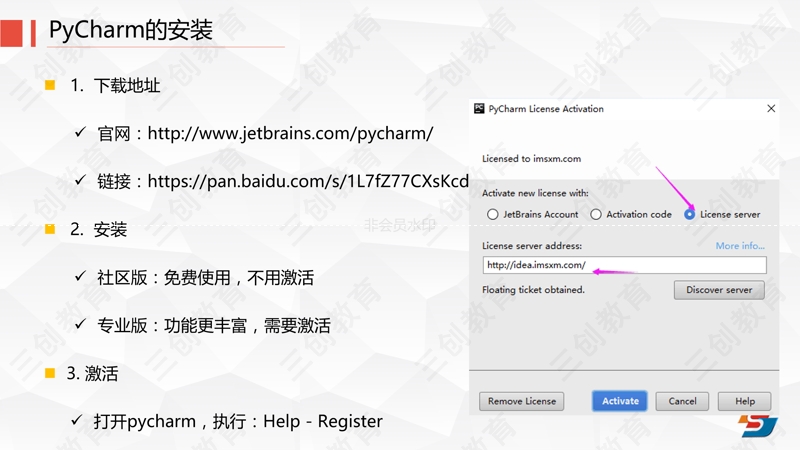 PyCharm的安装
1. 下载地址
官网：http://www.jetbrains.com/pycharm/
链接：https://pan.baidu.com/s/1L7fZ77CXsKcd
2. 安装
社区版：免费使用，不用激活
专业版：功能更丰富，需要激活
3. 激活
打开pycharm，执行：Help - Register
PyCharm License Activation
Licensed to imsxm.com
Activate new license with:
JetBrains Account Activation code License server
License server address: More info...
http://idea.imsxm.com/
Floating ticket obtained. Discover server
Remove License Activate Cancel Help
非会员水印
三创教育